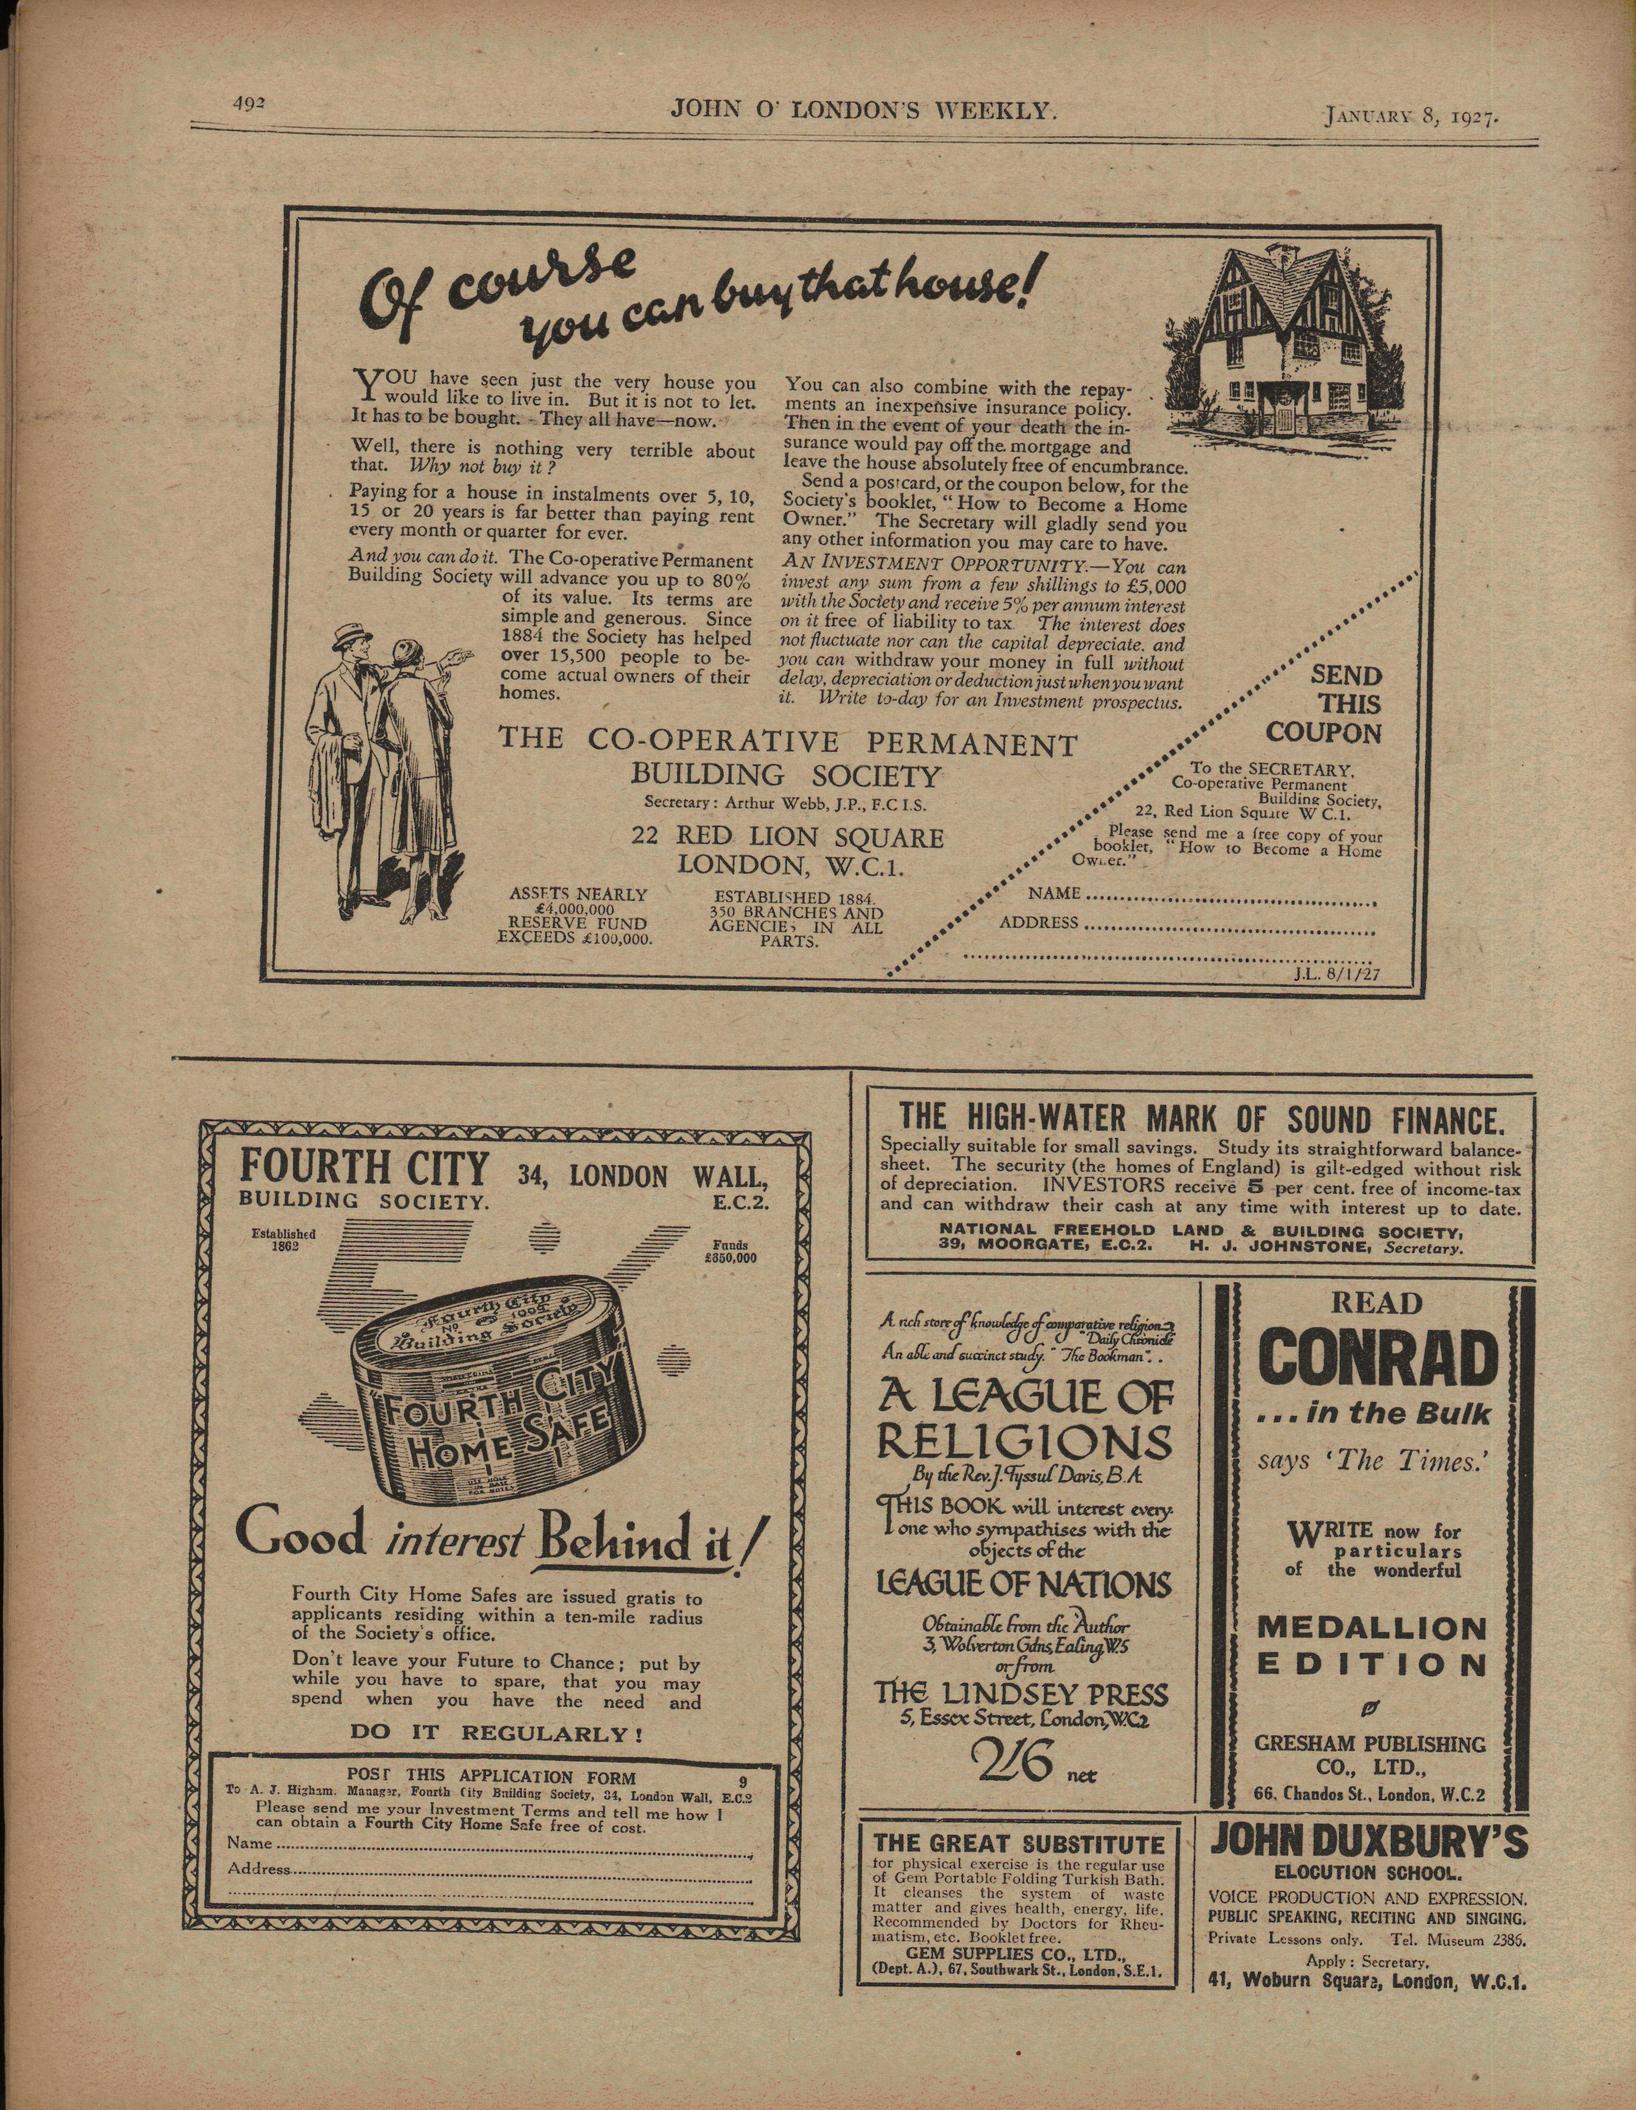 492
JOHN O' LONDON'S WEEKLY.
JANUARY 8, 1927.
Of course
you can buy that house!
YOU have seen just the very house you
would like to live in. But it is not to let.
It has to be bought. They all have—now.
Well, there is nothing very terrible about
that. Why not buy it?
Paying for a house in instalments over 5, 10,
15 or 20 years is far better than paying rent
every month or quarter for ever.
And you can do it. The Co-operative Permanent
Building Society will advance you up to 80%
of its value. Its terms are
simple and generous. Since
1884 the Society has helped
over 15,500 people to be-
come actual owners of their
homes.
You can also combine with the repay-
ments an inexpensive insurance policy.
Then in the event of your death the in-
surance would pay off the mortgage and
leave the house absolutely free of encumbrance.
Send a postcard, or the coupon below, for the
Society's booklet, "How to Become a Home
Owner." The Secretary will gladly send you
any other information you may care to have.
AN INVESTMENT OPPORTUNITY.—You can
invest any sum from a few shillings to £5,000
with the Society and receive 5% per annum interest
on it free of liability to tax. The interest does
not fluctuate nor can the capital depreciate, and
you can withdraw your money in full without
delay, depreciation or deduction just when you want
it. Write to-day for an Investment prospectus.
THE CO-OPERATIVE PERMANENT
BUILDING SOCIETY
Secretary: Arthur Webb, J.P., F.C.I.S.
22 RED LION SQUARE
LONDON, W.C.1.
ASSETS NEARLY
£4,000,000
RESERVE FUND
EXCEEDS £100,000.
ESTABLISHED 1884.
350 BRANCHES AND
AGENCIES IN ALL
PARTS.
SEND
THIS
COUPON
To the SECRETARY,
Co-operative Permanent
Building Society,
22, Red Lion Square W.C.1.
Please send me a free copy of your
booklet, "How to Become a Home
Owner."
NAME
ADDRESS
J.L. 8/1/27
FOURTH CITY 34, LONDON WALL,
BUILDING SOCIETY. E.C.2.
Established
1862
Funds
£350,000
5%
Fourth City
No 1005
Building Society
FOURTH CITY
HOME SAFE
Good interest Behind it!
Fourth City Home Safes are issued gratis to
applicants residing within a ten-mile radius
of the Society's office.
Don't leave your Future to Chance; put by
while you have to spare, that you may
spend when you have the need and
DO IT REGULARLY!
POST THIS APPLICATION FORM 9
To A. J. Higham, Manager, Fourth City Building Society, 34, London Wall, E.C.2
Please send me your Investment Terms and tell me how I
can obtain a Fourth City Home Safe free of cost.
Name
Address
THE HIGH-WATER MARK OF SOUND FINANCE.
Specially suitable for small savings. Study its straightforward balance-
sheet. The security (the homes of England) is gilt-edged without risk
of depreciation. INVESTORS receive 5 per cent. free of income-tax
and can withdraw their cash at any time with interest up to date.
NATIONAL FREEHOLD LAND & BUILDING SOCIETY,
39, MOORGATE, E.C.2. H. J. JOHNSTONE, Secretary.
A rich store of knowledge of comparative religion.
"Daily Chronicle"
An able and succinct study. "The Bookman".
A LEAGUE OF
RELIGIONS
By the Rev. J. Tyssul Davis, B.A.
THIS BOOK will interest every-
one who sympathises with the
objects of the
LEAGUE OF NATIONS
Obtainable from the Author
3, Wolverton Gdns, Ealing, W.5
or from
THE LINDSEY PRESS
5, Essex Street, London, W.C.2
2/6 net
READ
CONRAD
...in the Bulk
says 'The Times.'
WRITE now for
particulars
of the wonderful
MEDALLION
EDITION
GRESHAM PUBLISHING
CO., LTD.,
66, Chandos St., London, W.C.2
THE GREAT SUBSTITUTE
for physical exercise is the regular use
of Gem Portable Folding Turkish Bath.
It cleanses the system of waste
matter and gives health, energy, life.
Recommended by Doctors for Rheu-
matism, etc. Booklet free.
GEM SUPPLIES CO., LTD.,
(Dept. A.), 67, Southwark St., London, S.E.1.
JOHN DUXBURY'S
ELOCUTION SCHOOL.
VOICE PRODUCTION AND EXPRESSION.
PUBLIC SPEAKING, RECITING AND SINGING.
Private Lessons only. Tel. Museum 2386.
Apply: Secretary,
41, Woburn Square, London, W.C.1.